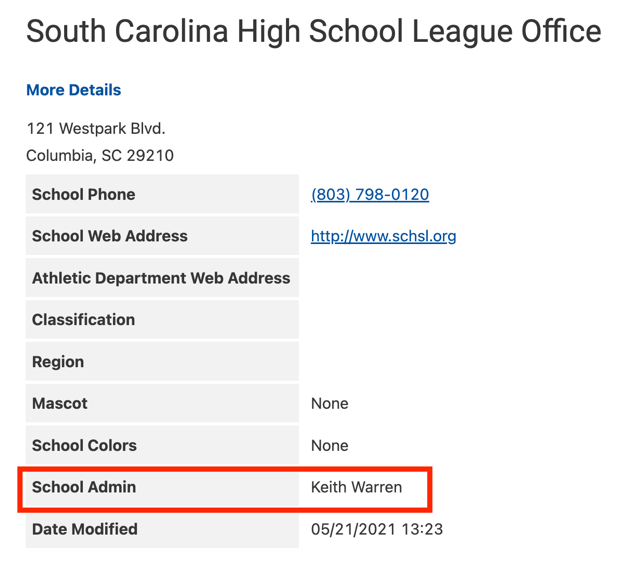 South Carolina High School League Office
More Details
121 Westpark Blvd.
Columbia, SC 29210
School Phone (803) 798-0120
School Web Address http://www.schsl.org
Athletic Department Web Address
Classification
Region
Mascot None
School Colors None
School Admin Keith Warren
Date Modified 05/21/2021 13:23